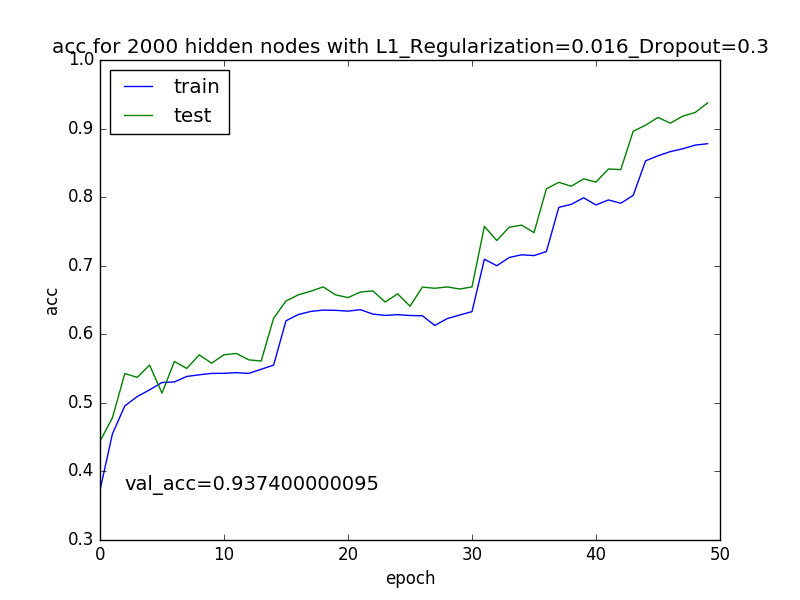 acc for 2000 hidden nodes with L1_Regularization=0.016_Dropout=0.3
1.0
train
test
0.9
0.8
0.7
0.6
0.5
0.4
0.3
acc
val_acc=0.937400000095
0 10 20 30 40 50
epoch